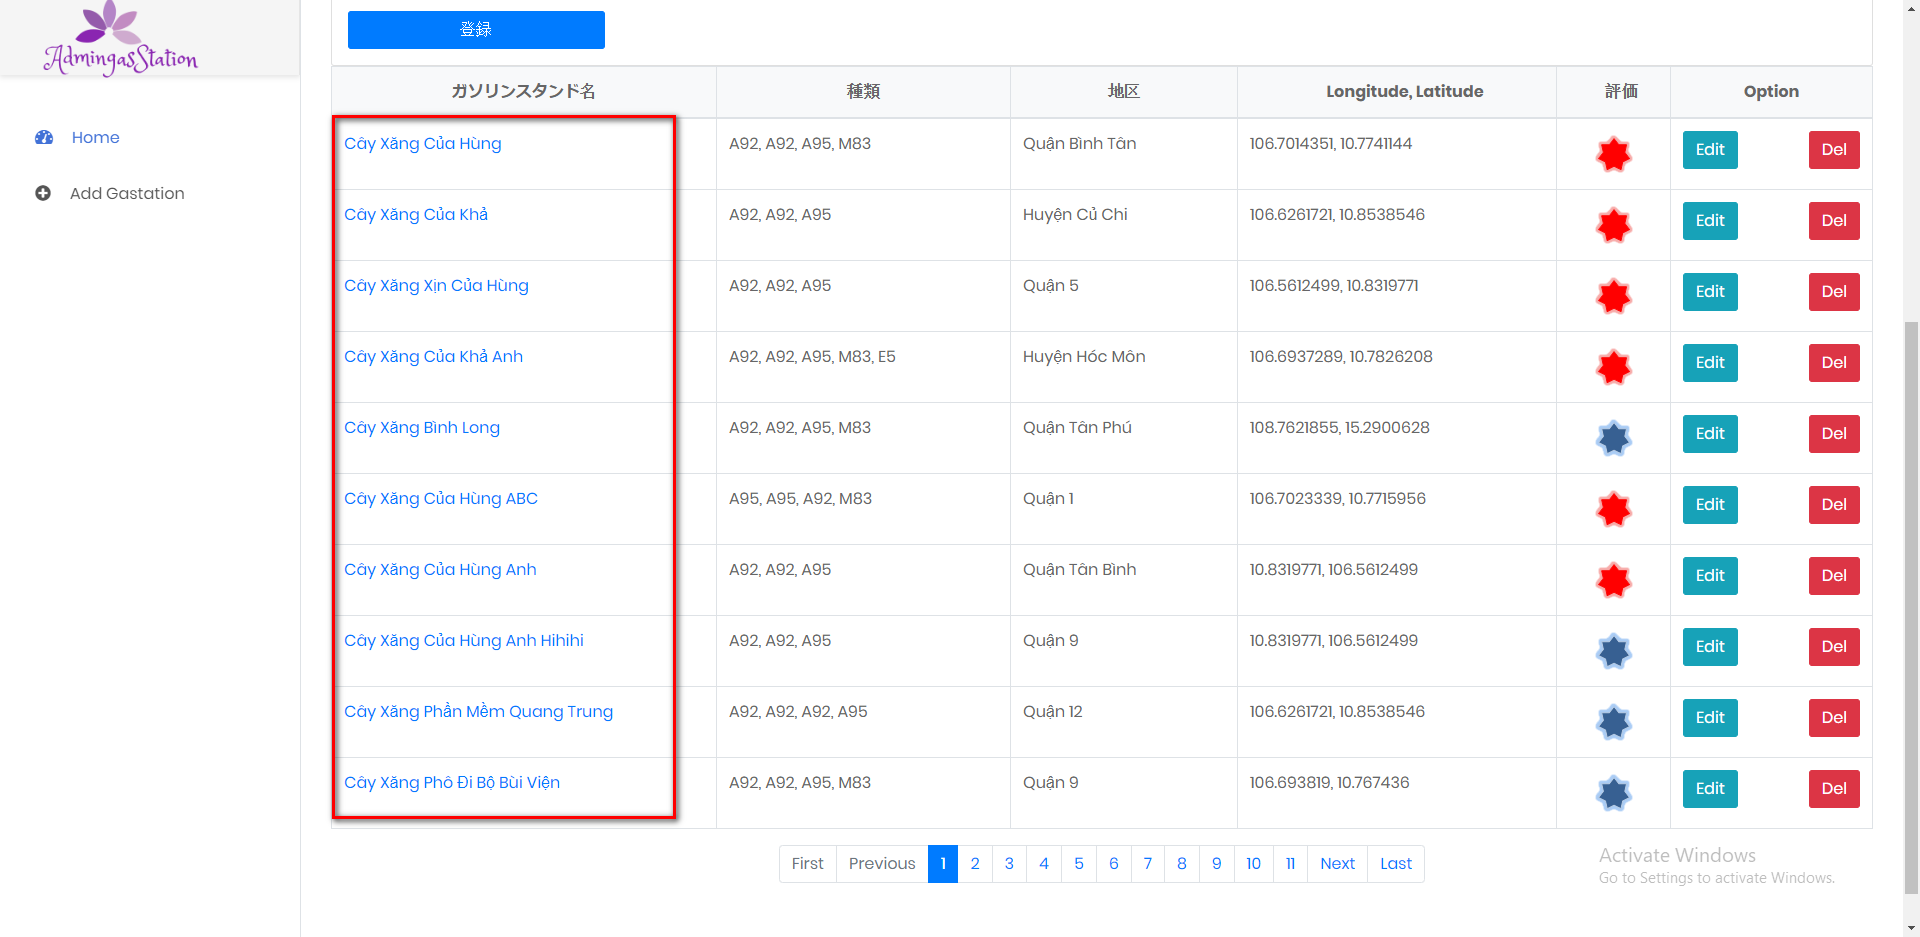 AdmingasStation
Home
Add Gastation
登録
ガソリンスタンド名 種類 地区 Longitude, Latitude 評価 Option
Cây Xăng Của Hùng A92, A92, A95, M83 Quận Bình Tân 106.7014351, 10.7741144 Edit Del
Cây Xăng Của Khả A92, A92, A95 Huyện Củ Chi 106.6261721, 10.8538546 Edit Del
Cây Xăng Xịn Của Hùng A92, A92, A95 Quận 5 106.5612499, 10.8319771 Edit Del
Cây Xăng Của Khả Anh A92, A92, A95, M83, E5 Huyện Hóc Môn 106.6937289, 10.7826208 Edit Del
Cây Xăng Bình Long A92, A92, A95, M83 Quận Tân Phú 108.7621855, 15.2900628 Edit Del
Cây Xăng Của Hùng ABC A95, A95, A92, M83 Quận 1 106.7023339, 10.7715956 Edit Del
Cây Xăng Của Hùng Anh A92, A92, A95 Quận Tân Bình 10.8319771, 106.5612499 Edit Del
Cây Xăng Của Hùng Anh Hihihi A92, A92, A95 Quận 9 10.8319771, 106.5612499 Edit Del
Cây Xăng Phần Mềm Quang Trung A92, A92, A92, A95 Quận 12 106.6261721, 10.8538546 Edit Del
Cây Xăng Phô Đi Bộ Bùi Viện A92, A92, A95, M83 Quận 9 106.693819, 10.767436 Edit Del
First Previous 1 2 3 4 5 6 7 8 9 10 11 Next Last
Activate Windows
Go to Settings to activate Windows.